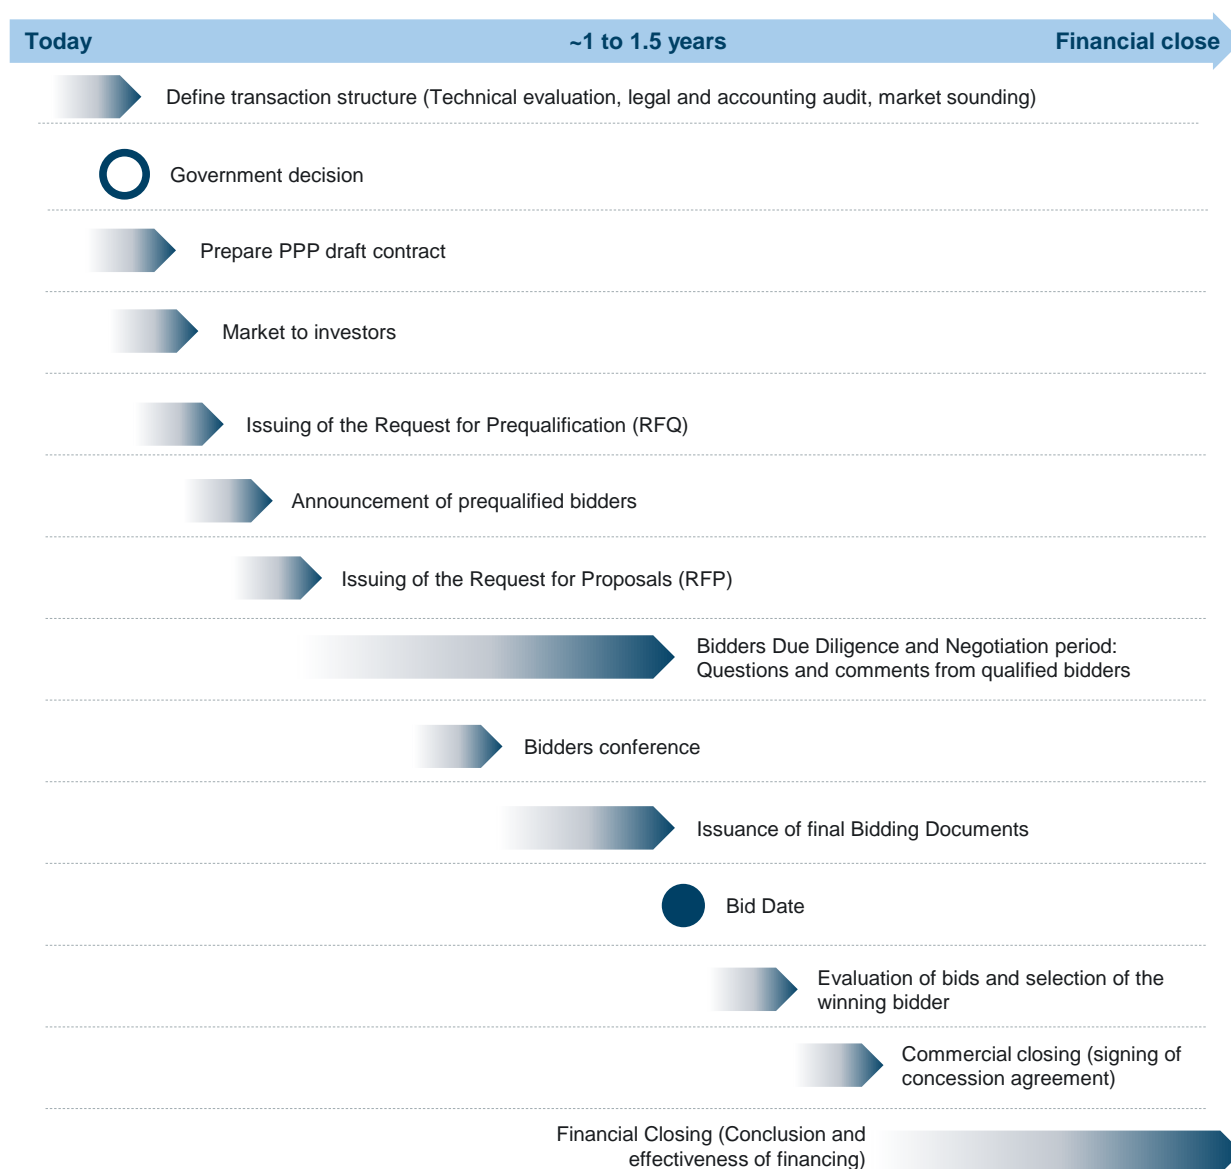 Today ~1 to 1.5 years Financial close
Define transaction structure (Technical evaluation, legal and accounting audit, market sounding)
Government decision
Prepare PPP draft contract
Market to investors
Issuing of the Request for Prequalification (RFQ)
Announcement of prequalified bidders
Issuing of the Request for Proposals (RFP)
Bidders Due Diligence and Negotiation period:
Questions and comments from qualified bidders
Bidders conference
Issuance of final Bidding Documents
Bid Date
Evaluation of bids and selection of the
winning bidder
Commercial closing (signing of
concession agreement)
Financial Closing (Conclusion and
effectiveness of financing)